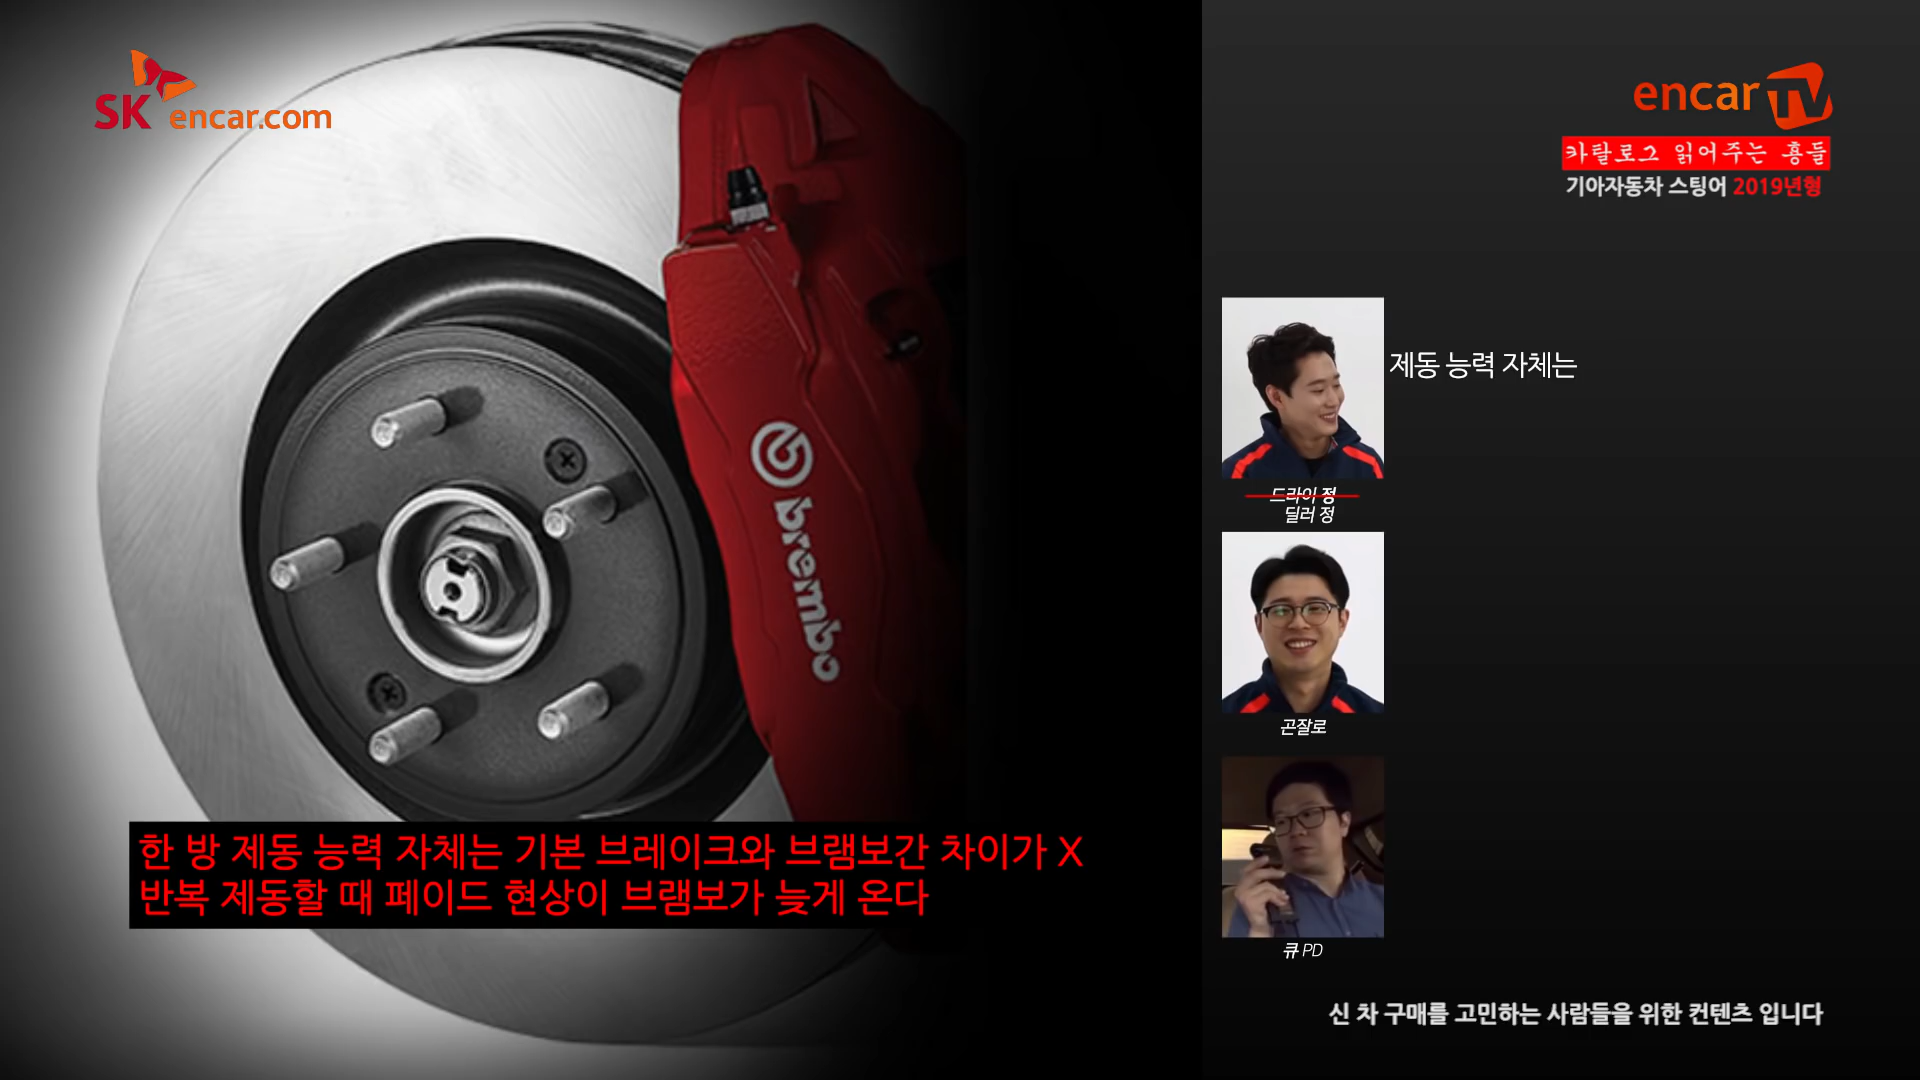 SK encar.com
encar TV
카탈로그 읽어주는 흉들
기아자동차 스팅어 2019년형
brembo
제동 능력 자체는
드라이 정
딜러 정
곤잘로
큐 PD
한 방 제동 능력 자체는 기본 브레이크와 브램보간 차이가 X
반복 제동할 때 페이드 현상이 브램보가 늦게 온다
신 차 구매를 고민하는 사람들을 위한 컨텐츠 입니다